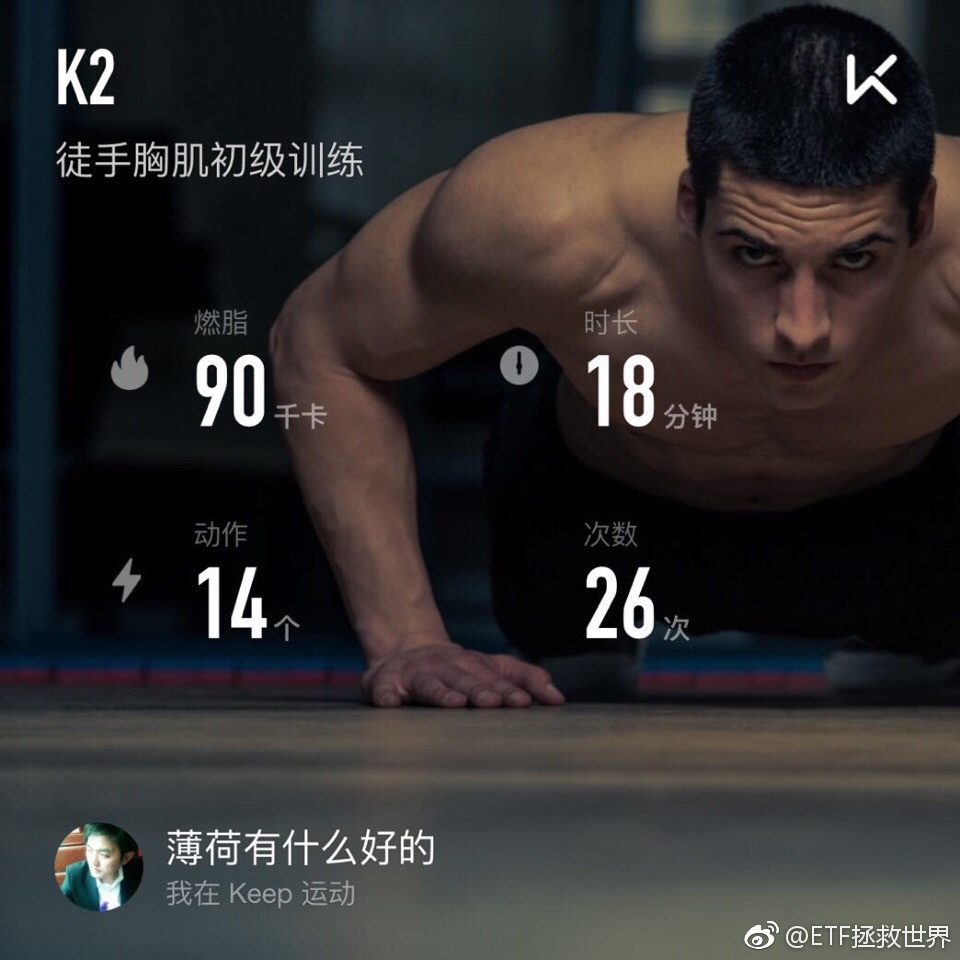 K2
徒手胸肌初级训练
燃脂
90千卡
时长
18分钟
动作
14个
次数
26次
薄荷有什么好的
我在 Keep 运动
@ETF拯救世界